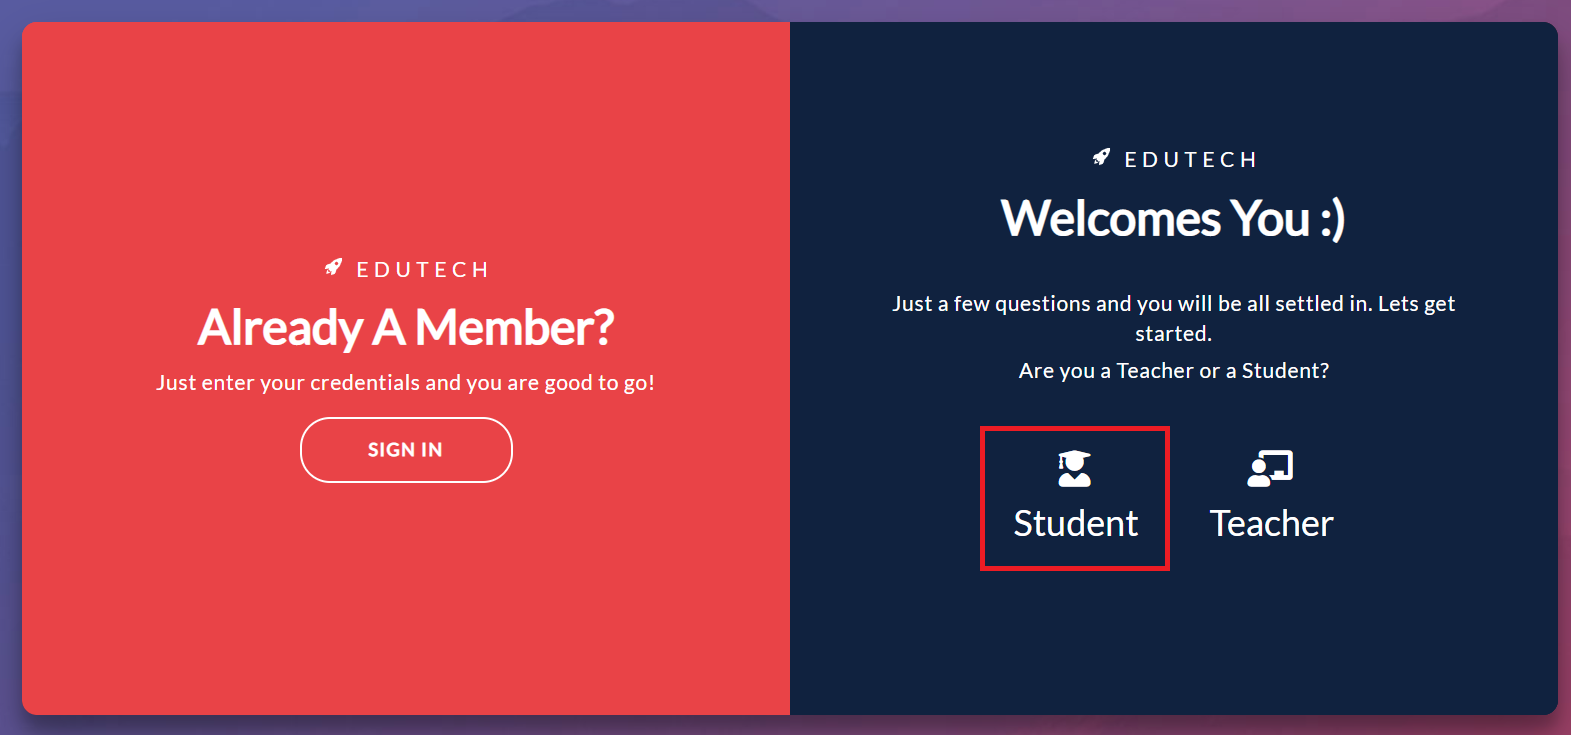 EDUTECH
Already A Member?
Just enter your credentials and you are good to go!
SIGN IN
EDUTECH
Welcomes You :)
Just a few questions and you will be all settled in. Lets get
started.
Are you a Teacher or a Student?
Student
Teacher